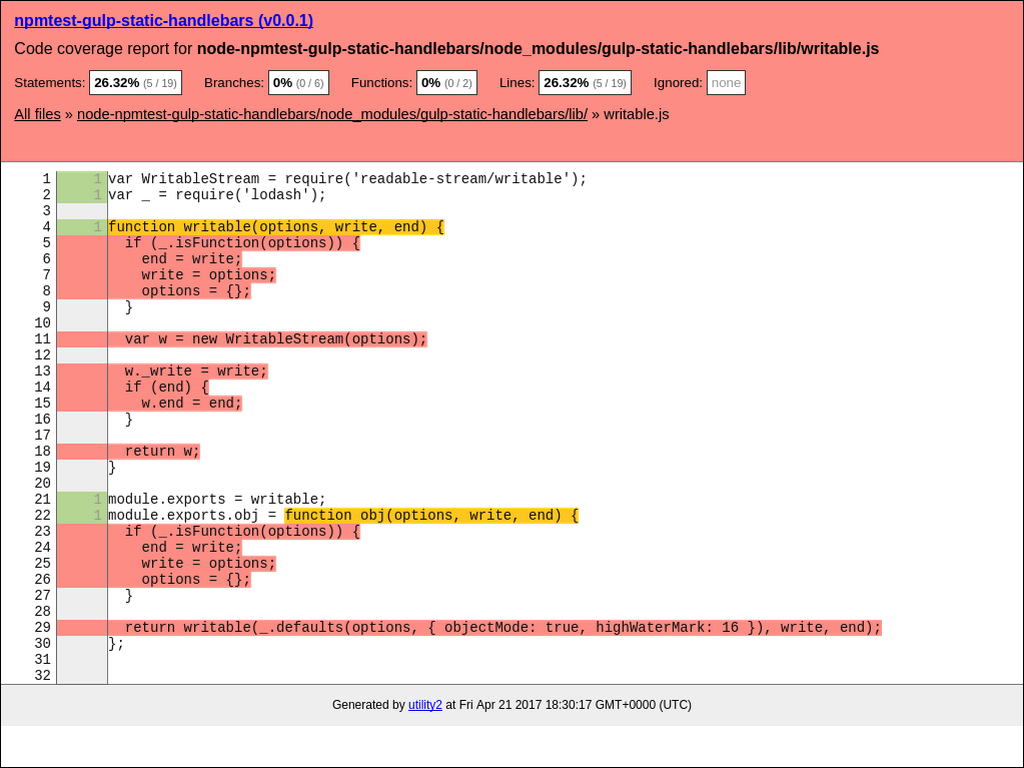 npmtest-gulp-static-handlebars (v0.0.1)
Code coverage report for node-npmtest-gulp-static-handlebars/node_modules/gulp-static-handlebars/lib/writable.js
Statements: 26.32% (5 / 19) Branches: 0% (0 / 6) Functions: 0% (0 / 2) Lines: 26.32% (5 / 19) Ignored: none
All files » node-npmtest-gulp-static-handlebars/node_modules/gulp-static-handlebars/lib/ » writable.js
1 1 var WritableStream = require('readable-stream/writable');
2 1 var _ = require('lodash');
3
4 1 function writable(options, write, end) {
5   if (_.isFunction(options)) {
6     end = write;
7     write = options;
8     options = {};
9   }
10
11   var w = new WritableStream(options);
12
13   w._write = write;
14   if (end) {
15     w.end = end;
16   }
17
18   return w;
19 }
20
21 1 module.exports = writable;
22 1 module.exports.obj = function obj(options, write, end) {
23   if (_.isFunction(options)) {
24     end = write;
25     write = options;
26     options = {};
27   }
28
29   return writable(_.defaults(options, { objectMode: true, highWaterMark: 16 }), write, end);
30 };
31
32
Generated by utility2 at Fri Apr 21 2017 18:30:17 GMT+0000 (UTC)